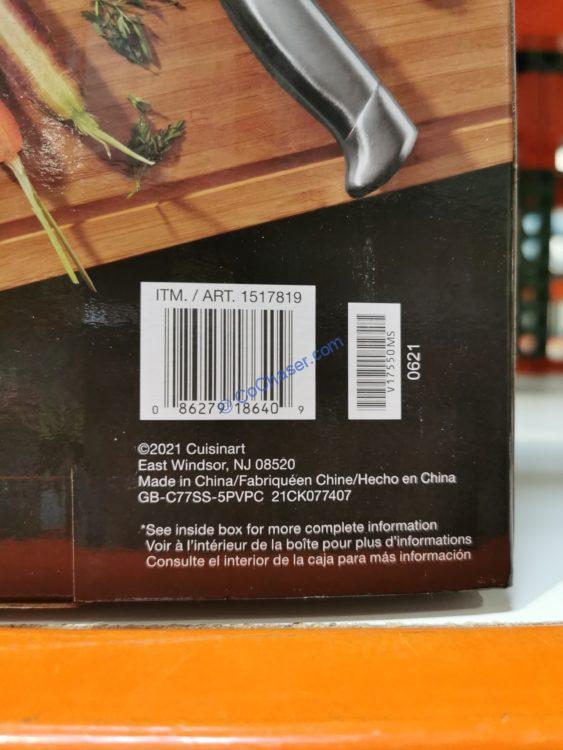 ITM. / ART. 1517819
0 86279 18640 9
© CoChaser.com
V17550MS
0621
©2021 Cuisinart
East Windsor, NJ 08520
Made in China/Fabriquéen Chine/Hecho en China
GB-C77SS-5PVPC 21CK077407
*See inside box for more complete information
Voir à l'intérieur de la boîte pour plus d'informations
Consulte el interior de la caja para más información